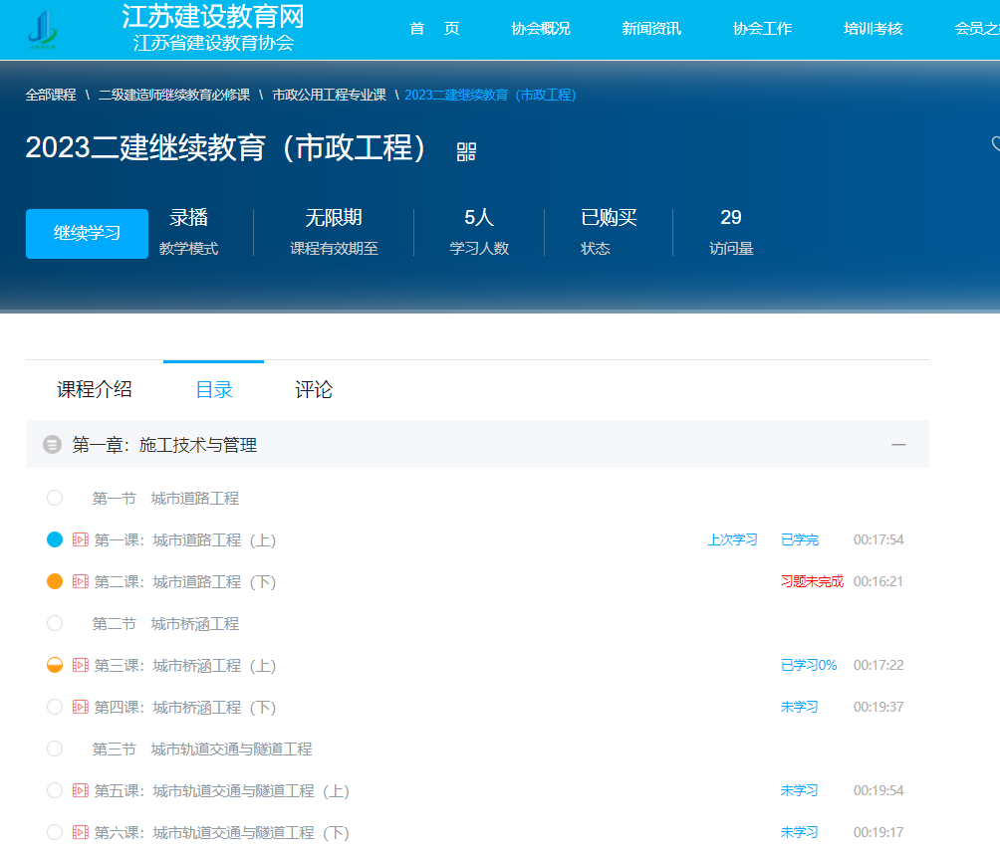 江苏建设教育网
江苏省建设教育协会
首 页 协会概况 新闻资讯 协会工作 培训考核 会员之
全部课程 \ 二级建造师继续教育必修课 \ 市政公用工程专业课 \ 2023二建继续教育（市政工程）
2023二建继续教育（市政工程）
继续学习
录播 无限期 5人 已购买 29
教学模式 课程有效期至 学习人数 状态 访问量
课程介绍 目录 评论
第一章：施工技术与管理
第一节 城市道路工程
第一课：城市道路工程（上） 上次学习 已学完 00:17:54
第二课：城市道路工程（下） 习题未完成 00:16:21
第二节 城市桥涵工程
第三课：城市桥涵工程（上） 已学习0% 00:17:22
第四课：城市桥涵工程（下） 未学习 00:19:37
第三节 城市轨道交通与隧道工程
第五课：城市轨道交通与隧道工程（上） 未学习 00:19:54
第六课：城市轨道交通与隧道工程（下） 未学习 00:19:17